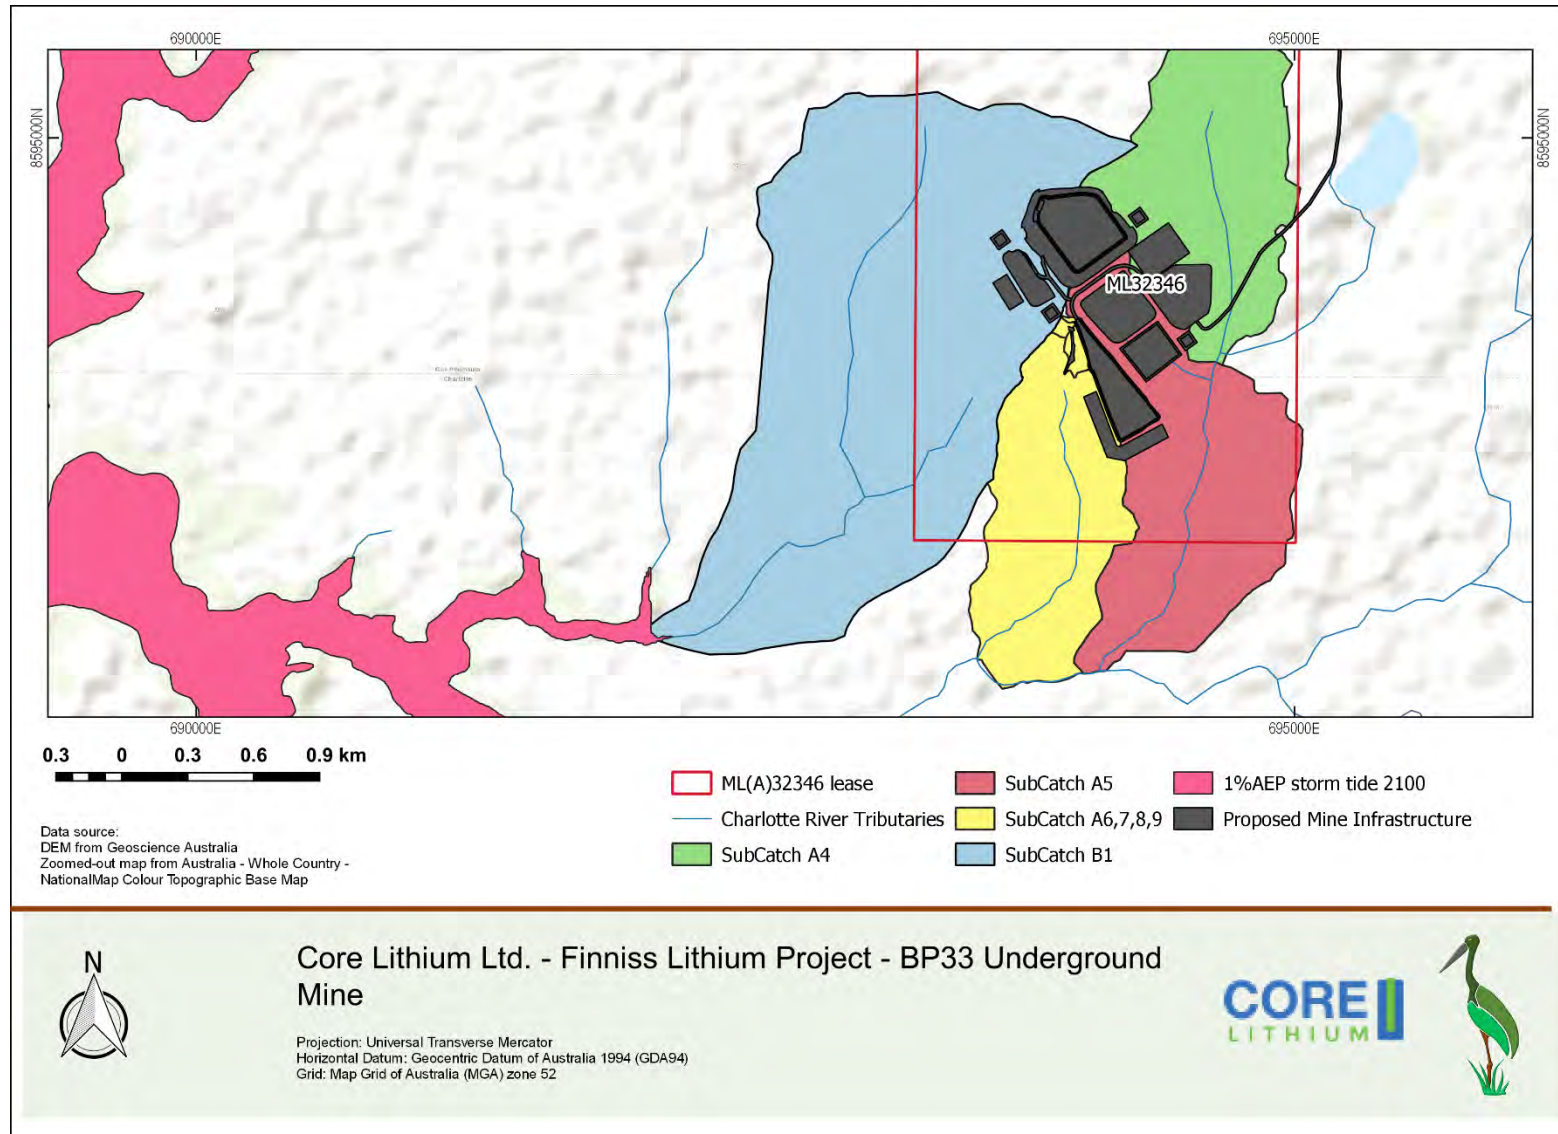 690000E
695000E
8595000N
8595000N
ML32346
690000E
695000E
0.3 0 0.3 0.6 0.9 km
ML(A)32346 lease
Charlotte River Tributaries
SubCatch A4
SubCatch A5
SubCatch A6,7,8,9
SubCatch B1
1%AEP storm tide 2100
Proposed Mine Infrastructure
Data source:
DEM from Geoscience Australia
Zoomed-out map from Australia - Whole Country -
NationalMap Colour Topographic Base Map
N
Core Lithium Ltd. - Finniss Lithium Project - BP33 Underground
Mine
Projection: Universal Transverse Mercator
Horizontal Datum: Geocentric Datum of Australia 1994 (GDA94)
Grid: Map Grid of Australia (MGA) zone 52
CORE
LITHIUM